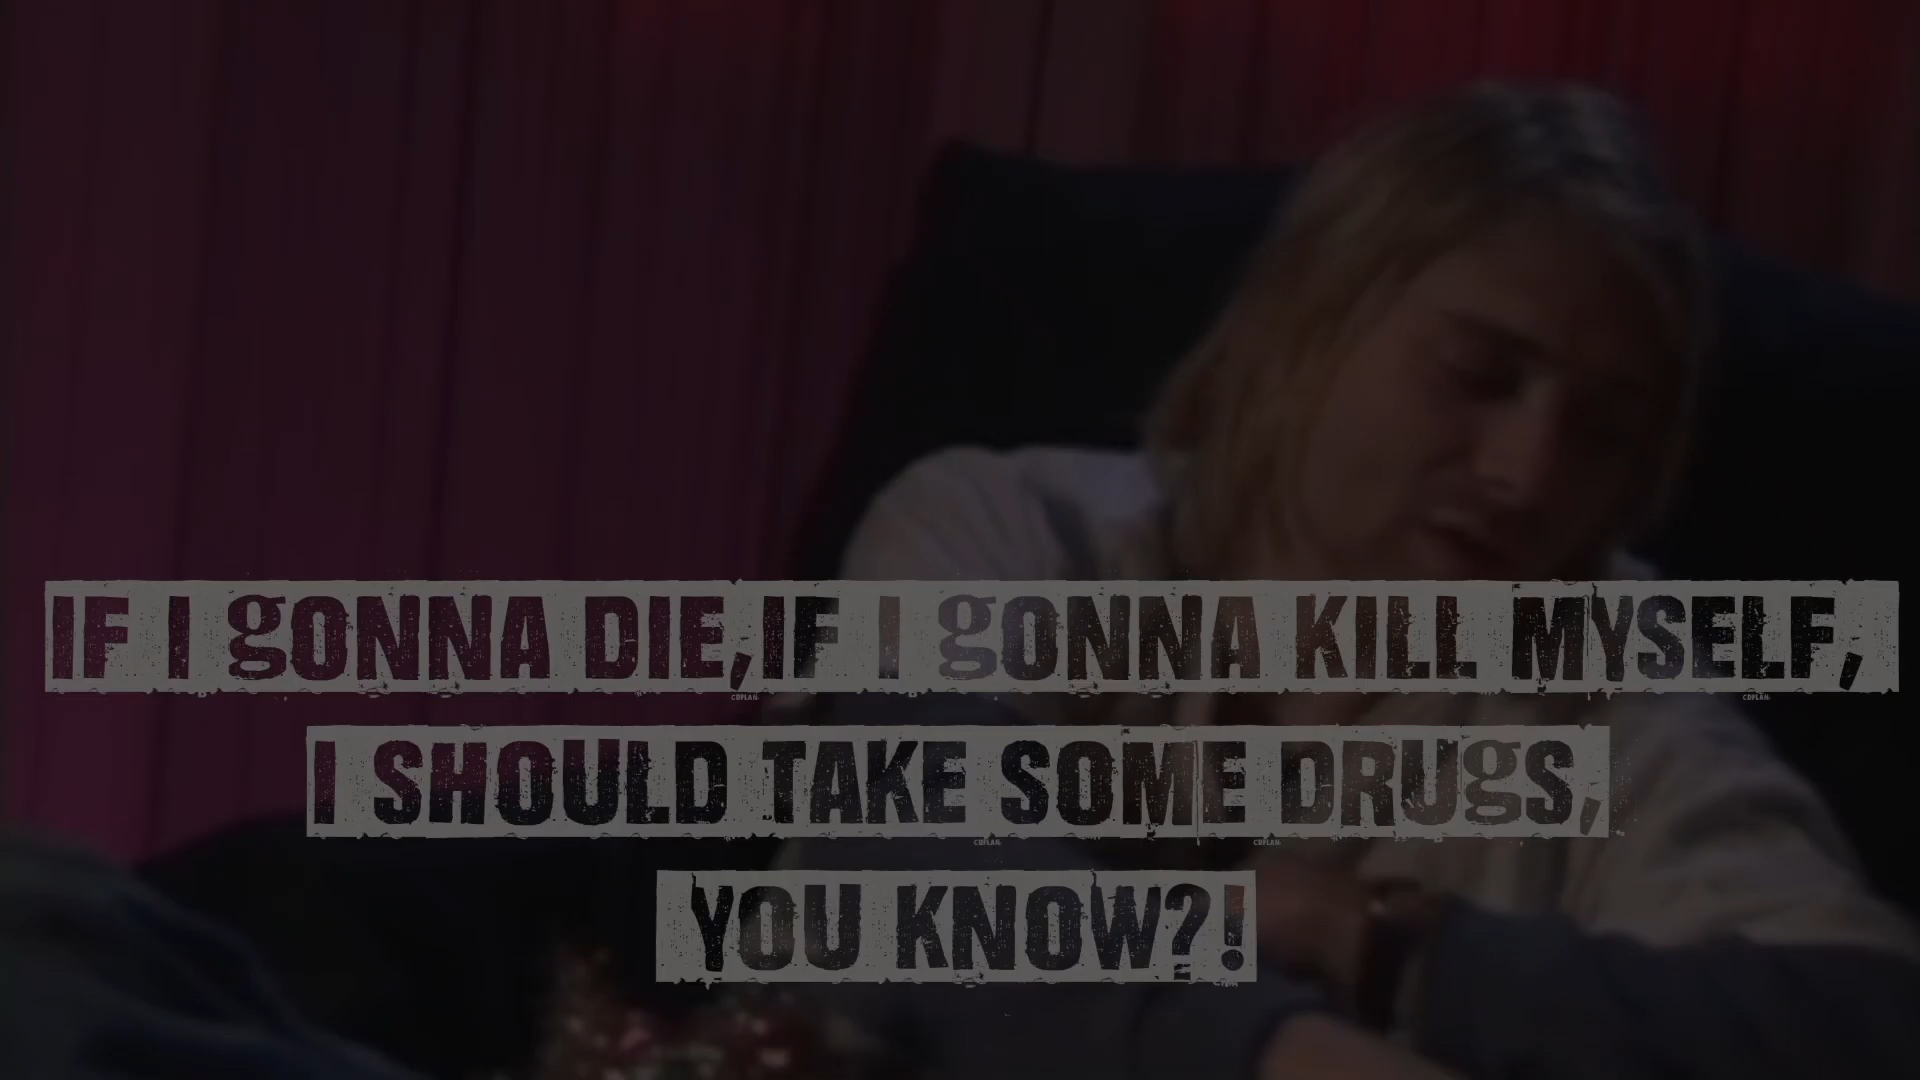 IF I gONNA DIE,IF I gONNA KILL MYSELF,
I SHOULD TAKE SOME DRUgS,
YOU KNOW?!